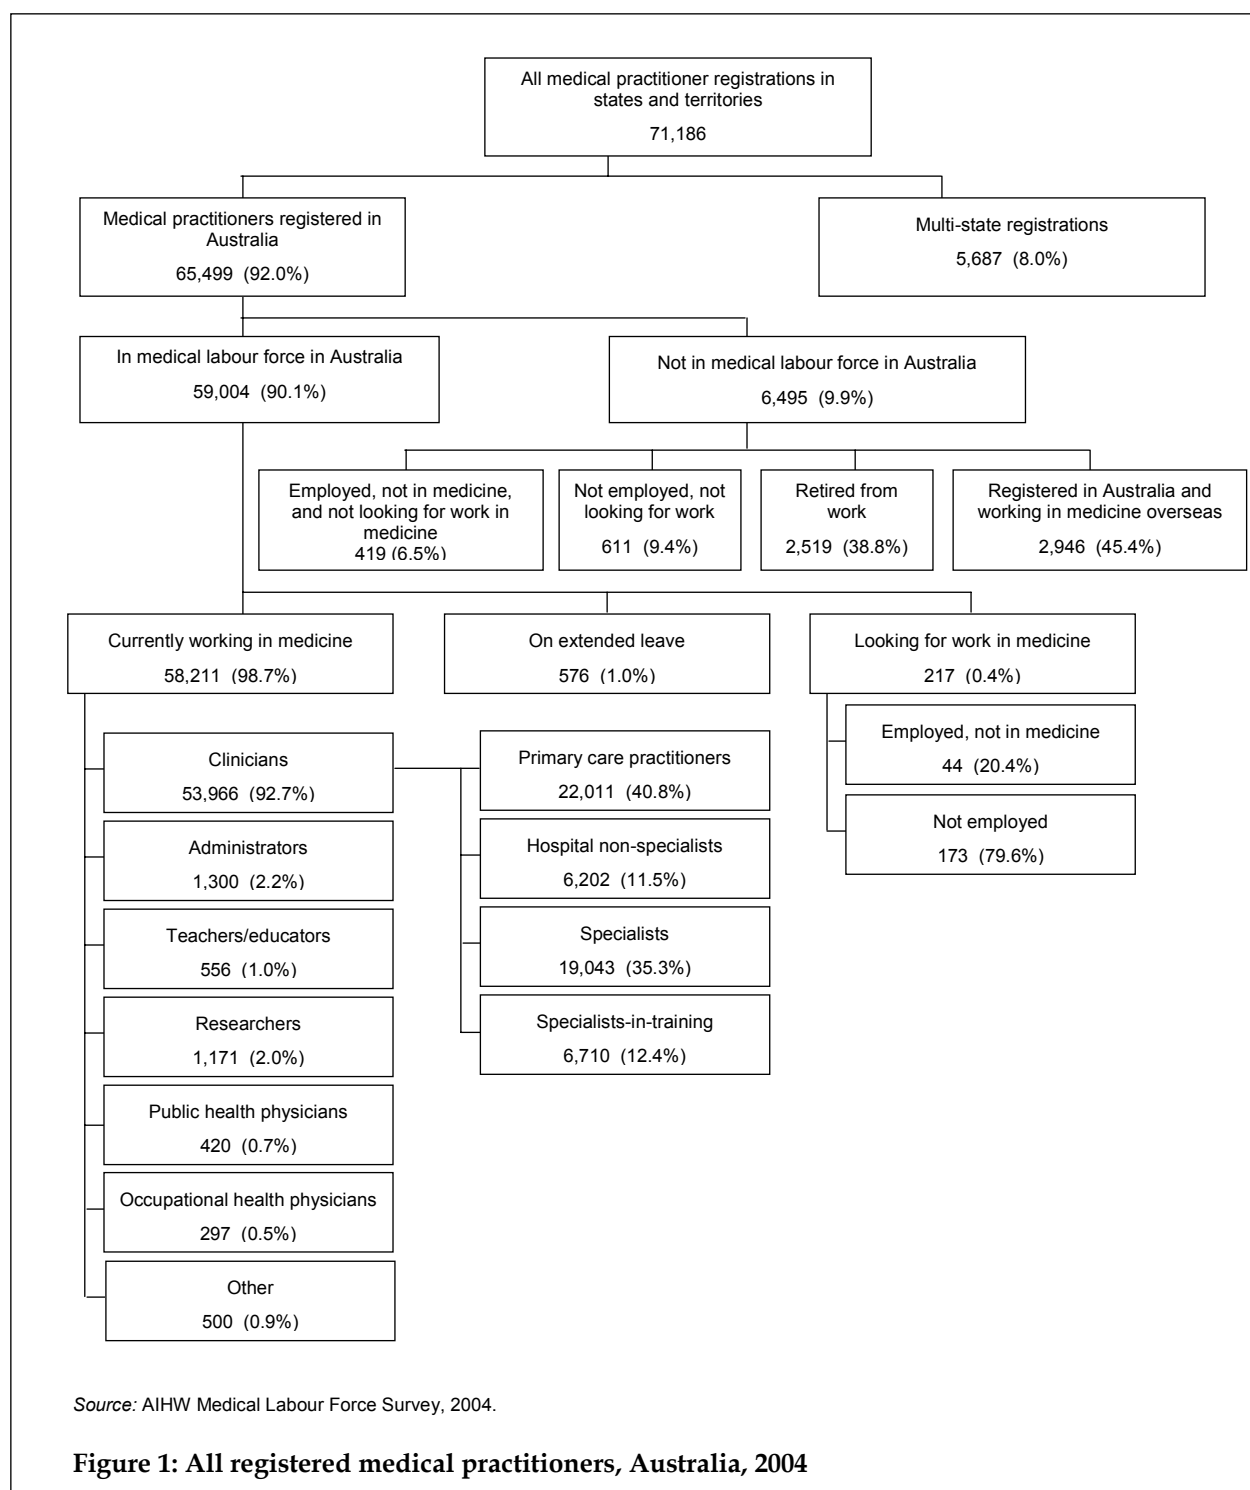 All medical practitioner registrations in
states and territories
71,186
Medical practitioners registered in
Australia
65,499 (92.0%)
Multi-state registrations
5,687 (8.0%)
In medical labour force in Australia
59,004 (90.1%)
Not in medical labour force in Australia
6,495 (9.9%)
Employed, not in medicine,
and not looking for work in
medicine
419 (6.5%)
Not employed, not
looking for work
611 (9.4%)
Retired from
work
2,519 (38.8%)
Registered in Australia and
working in medicine overseas
2,946 (45.4%)
Currently working in medicine
58,211 (98.7%)
On extended leave
576 (1.0%)
Looking for work in medicine
217 (0.4%)
Employed, not in medicine
44 (20.4%)
Not employed
173 (79.6%)
Clinicians
53,966 (92.7%)
Administrators
1,300 (2.2%)
Teachers/educators
556 (1.0%)
Researchers
1,171 (2.0%)
Public health physicians
420 (0.7%)
Occupational health physicians
297 (0.5%)
Other
500 (0.9%)
Primary care practitioners
22,011 (40.8%)
Hospital non-specialists
6,202 (11.5%)
Specialists
19,043 (35.3%)
Specialists-in-training
6,710 (12.4%)
Source: AIHW Medical Labour Force Survey, 2004.
Figure 1: All registered medical practitioners, Australia, 2004